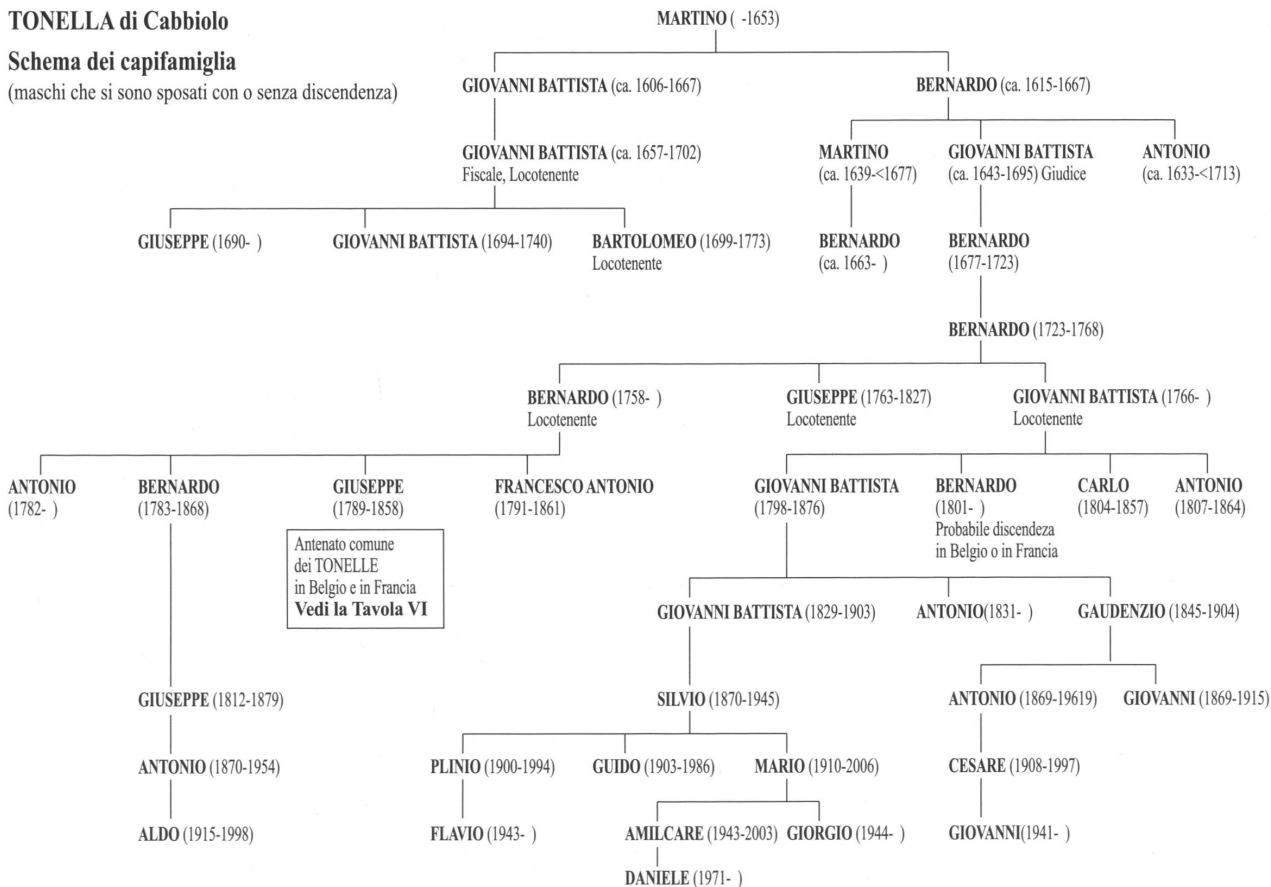 TONELLA di Cabbiolo
Schema dei capifamiglia
(maschi che si sono sposati con o senza discendenza)
MARTINO ( -1653)
GIOVANNI BATTISTA (ca. 1606-1667)
BERNARDO (ca. 1615-1667)
GIOVANNI BATTISTA (ca. 1657-1702)
Fiscale, Locotenente
MARTINO
(ca. 1639-<1677)
GIOVANNI BATTISTA
(ca. 1643-1695) Giudice
ANTONIO
(ca. 1633-<1713)
GIUSEPPE (1690- )
GIOVANNI BATTISTA (1694-1740)
BARTOLOMEO (1699-1773)
Locotenente
BERNARDO
(ca. 1663- )
BERNARDO
(1677-1723)
BERNARDO (1723-1768)
BERNARDO (1758- )
Locotenente
GIUSEPPE (1763-1827)
Locotenente
GIOVANNI BATTISTA (1766- )
Locotenente
ANTONIO
(1782- )
BERNARDO
(1783-1868)
GIUSEPPE
(1789-1858)
Antenato comune
dei TONELLE
in Belgio e in Francia
Vedi la Tavola VI
FRANCESCO ANTONIO
(1791-1861)
GIOVANNI BATTISTA
(1798-1876)
BERNARDO
(1801- )
Probabile discendeza
in Belgio o in Francia
CARLO
(1804-1857)
ANTONIO
(1807-1864)
GIOVANNI BATTISTA (1829-1903)
ANTONIO(1831- )
GAUDENZIO (1845-1904)
GIUSEPPE (1812-1879)
SILVIO (1870-1945)
ANTONIO (1869-19619)
GIOVANNI (1869-1915)
ANTONIO (1870-1954)
PLINIO (1900-1994)
GUIDO (1903-1986)
MARIO (1910-2006)
CESARE (1908-1997)
ALDO (1915-1998)
FLAVIO (1943- )
AMILCARE (1943-2003)
GIORGIO (1944- )
GIOVANNI(1941- )
DANIELE (1971- )